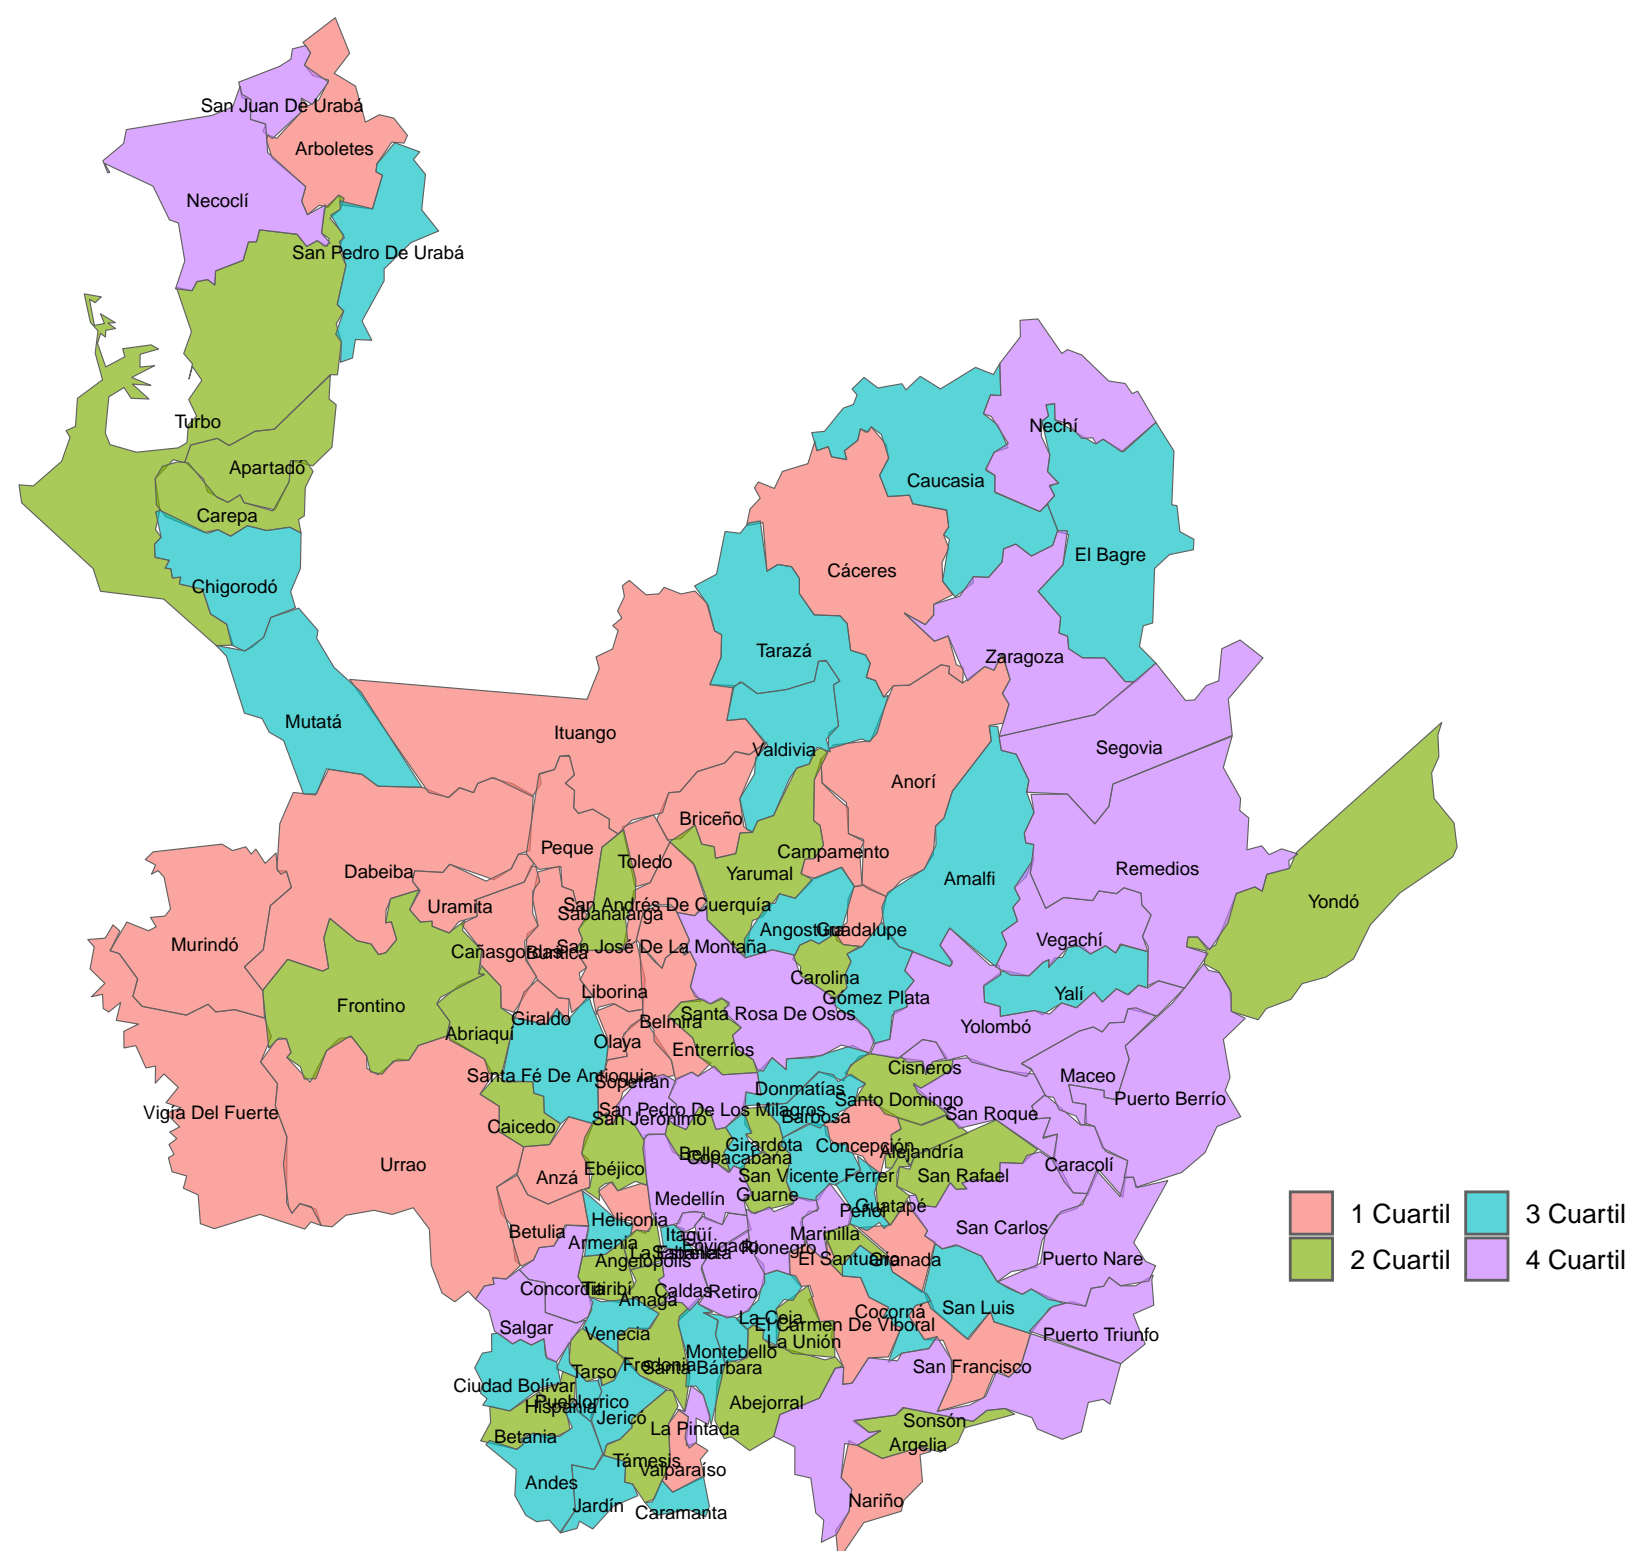 San Juan De Urabá
Arboletes
Necoclí
San Pedro De Urabá
Turbo
Nechí
Apartadó
Caucasia
Carepa
El Bagre
Cáceres
Chigorodó
Tarazá
Zaragoza
Mutatá
Ituango
Segovia
Valdivia
Anorí
Briceño
Peque
Campamento
Toledo
Remedios
Dabeiba
Yarumal
Amalfi
Yondó
Uramita
San Andrés De Cuerquía
Sabanalarga
Angostura
Guadalupe
Vegachí
Murindó
San José De La Montaña
Cañasgordas
Buriticá
Carolina
Liborina
Yalí
Gómez Plata
Frontino
Santa Rosa De Osos
Giraldo
Belmira
Yolombó
Abriaquí
Olaya
Entrerríos
Cisneros
Santa Fé De Antioquia
Maceo
Sopetrán
Donmatías
Puerto Berrío
Santo Domingo
San Pedro De Los Milagros
Vigía Del Fuerte
San Roque
Barbosa
San Jerónimo
Caicedo
Girardota
Concepción
Bello
Alejandría
Copacabana
Urrao
Caracolí
Ebéjico
Anzá
San Vicente Ferrer
San Rafael
Guarne
Medellín
Guatapé
Peñol
1 Cuartil
3 Cuartil
Heliconia
San Carlos
Betulia
Itagüí
Marinilla
Armenia
Envigado
Rionegro
La Estrella
Sabaneta
El Santuario
Granada
Puerto Nare
2 Cuartil
4 Cuartil
Angelópolis
Concordia
Titiribí
Caldas
Retiro
Amagá
San Luis
Cocorná
La Ceja
El Carmen De Viboral
Salgar
Venecia
Puerto Triunfo
La Unión
Montebello
Fredonia
Santa Bárbara
San Francisco
Tarso
Ciudad Bolívar
Pueblorrico
Hispania
Abejorral
Jericó
Sonsón
La Pintada
Betania
Argelia
Támesis
Valparaíso
Andes
Nariño
Jardín
Caramanta